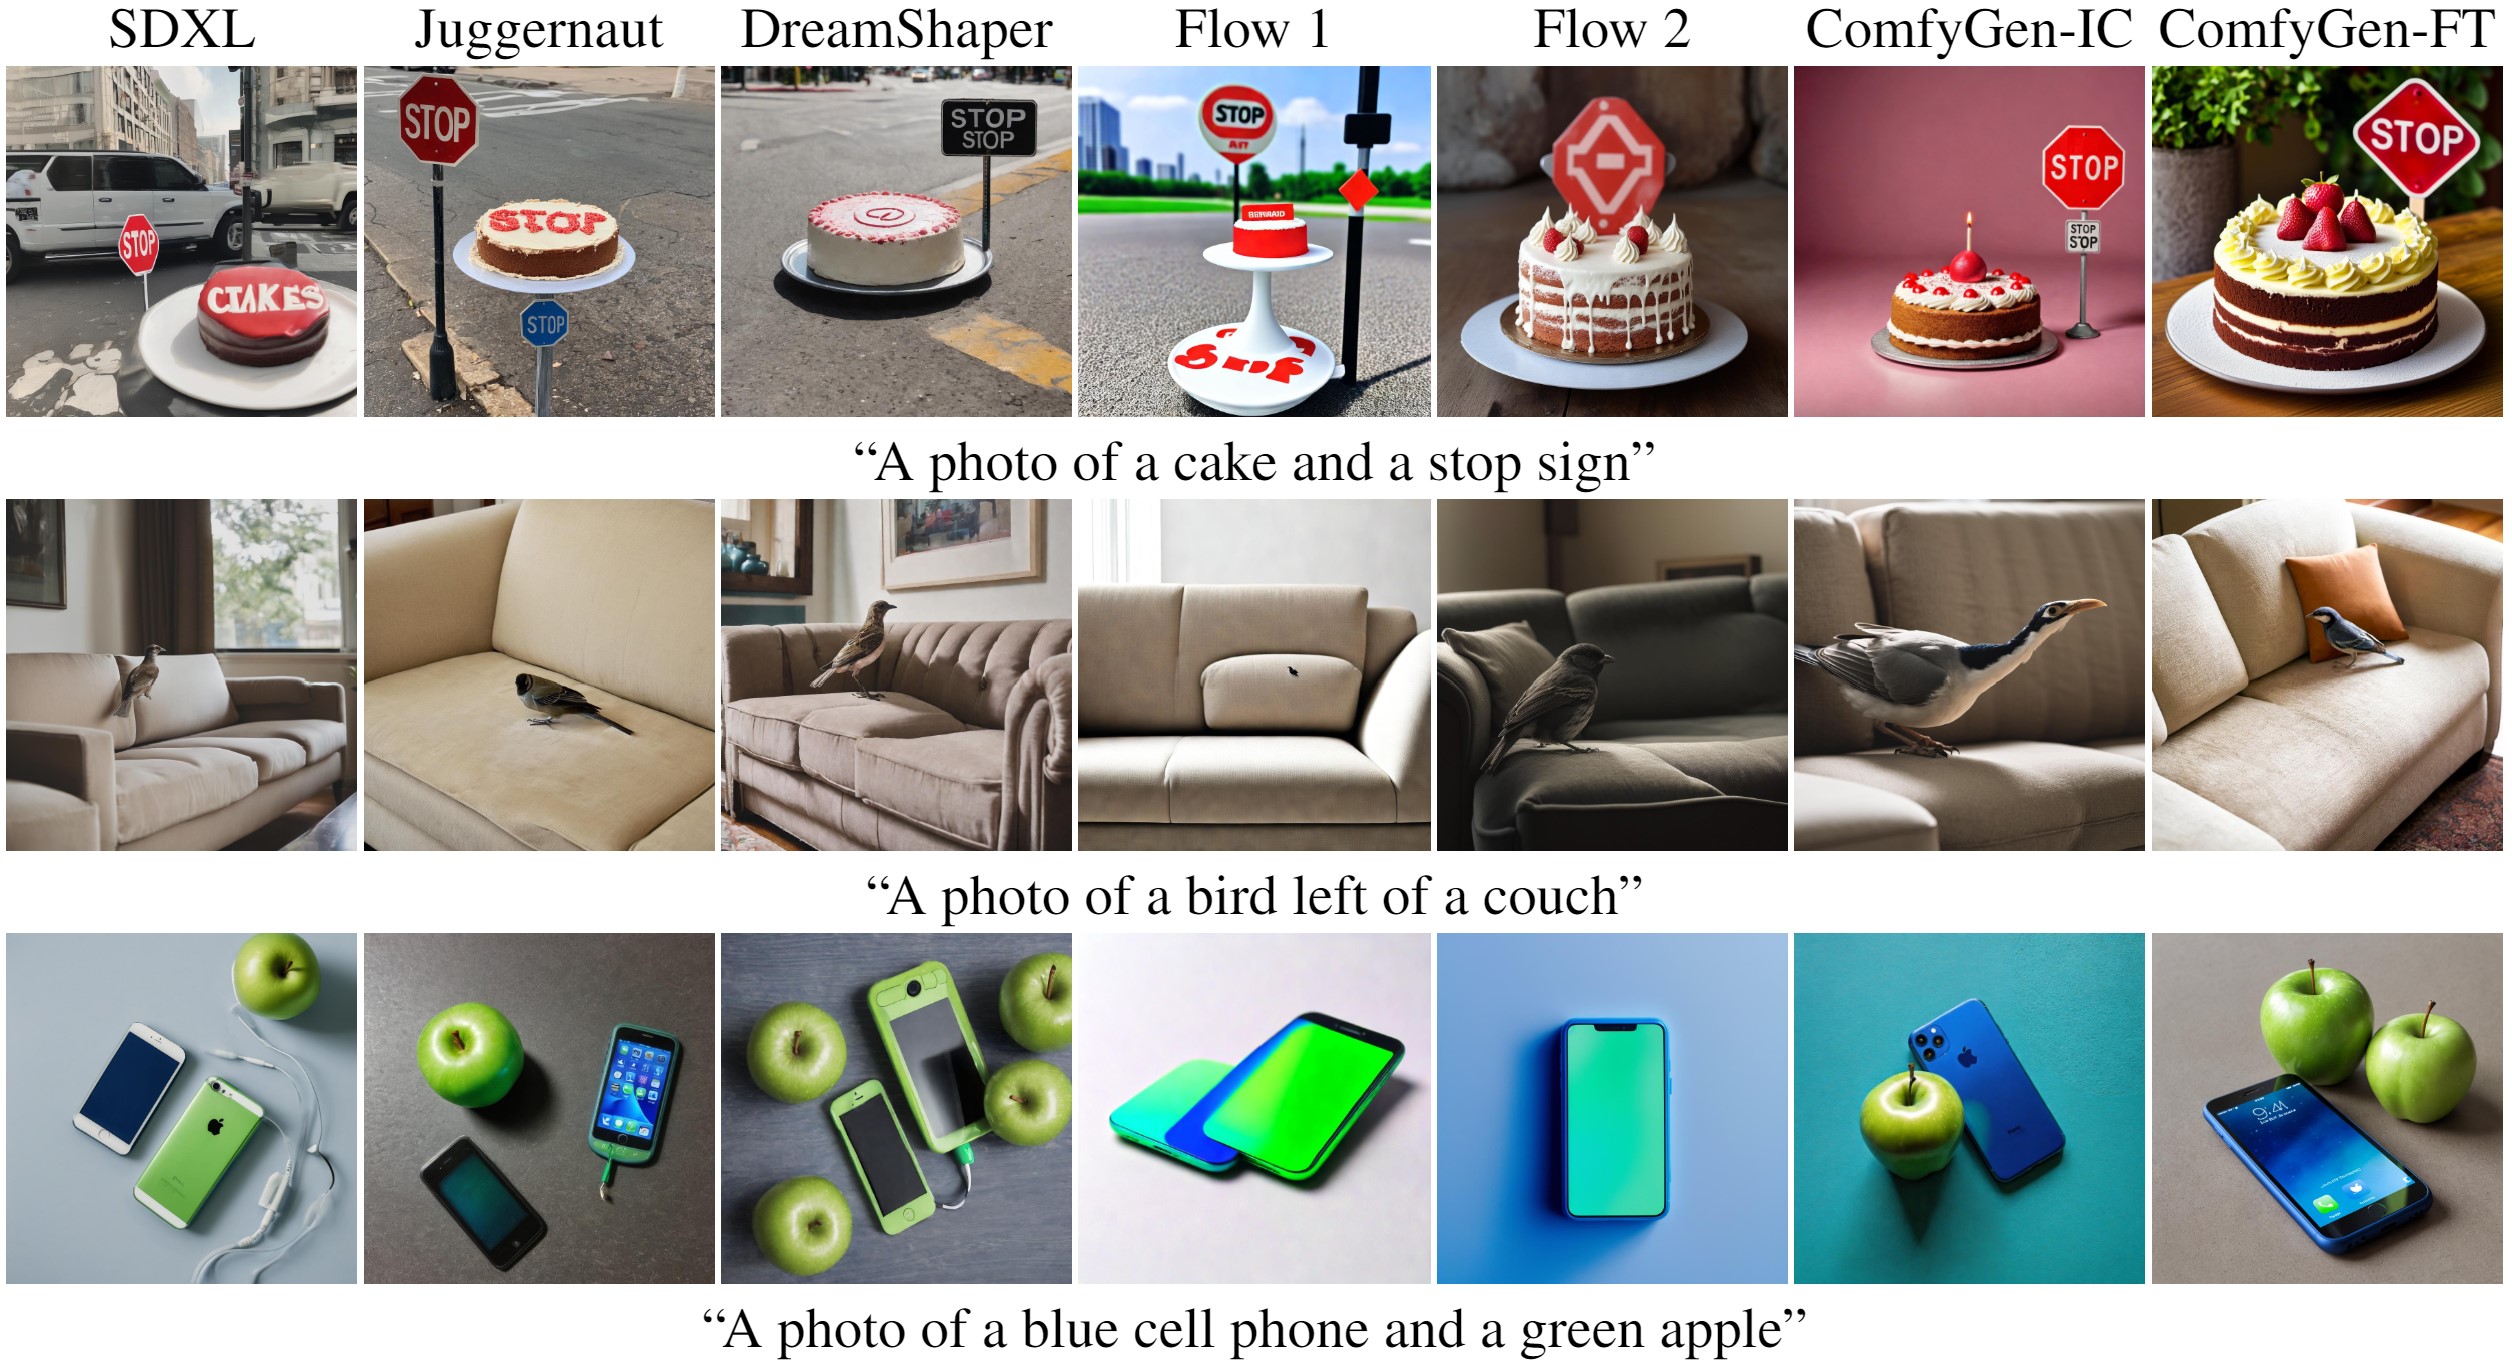 SDXL Juggernaut DreamShaper Flow 1 Flow 2 ComfyGen-IC ComfyGen-FT
STOP
CTAKES
STOP
STOP
STOP
STOP
STOP
STOP
STOP
STOP
STOP
STOP
“A photo of a cake and a stop sign”
“A photo of a bird left of a couch”
9:41
“A photo of a blue cell phone and a green apple”